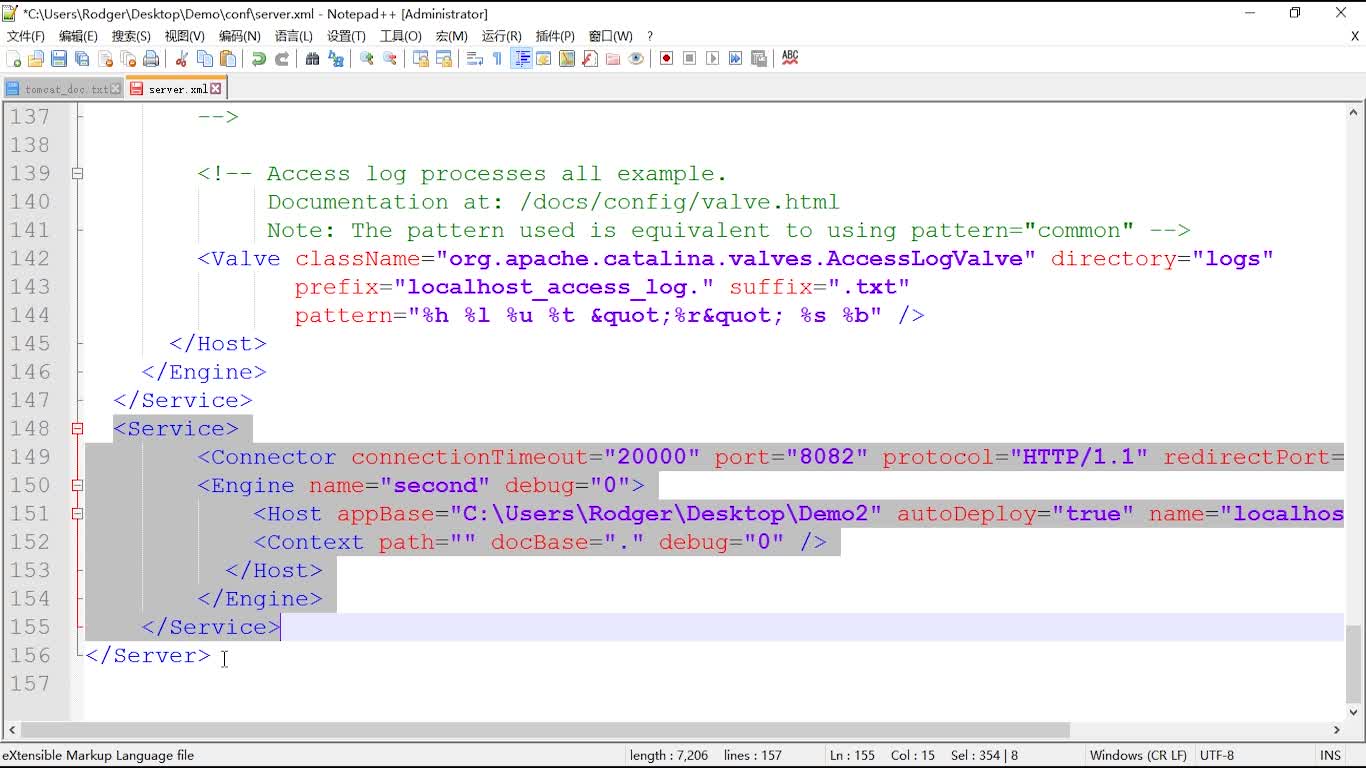 *C:\Users\Rodger\Desktop\Demo\conf\server.xml - Notepad++ [Administrator]
文件(F) 编辑(E) 搜索(S) 视图(V) 编码(N) 语言(L) 设置(T) 工具(O) 宏(M) 运行(R) 插件(P) 窗口(W) ? X
tomcat_doc.txt server.xml
137 -->
138
139 <!-- Access log processes all example.
140 Documentation at: /docs/config/valve.html
141 Note: The pattern used is equivalent to using pattern="common" -->
142 <Valve className="org.apache.catalina.valves.AccessLogValve" directory="logs"
143 prefix="localhost_access_log." suffix=".txt"
144 pattern="%h %l %u %t &quot;%r&quot; %s %b" />
145 </Host>
146 </Engine>
147 </Service>
148 <Service>
149 <Connector connectionTimeout="20000" port="8082" protocol="HTTP/1.1" redirectPort=
150 <Engine name="second" debug="0">
151 <Host appBase="C:\Users\Rodger\Desktop\Demo2" autoDeploy="true" name="localhos
152 <Context path="" docBase="." debug="0" />
153 </Host>
154 </Engine>
155 </Service>
156 </Server>
157
eXtensible Markup Language file length : 7,206 lines : 157 Ln : 155 Col : 15 Sel : 354 | 8 Windows (CR LF) UTF-8 INS